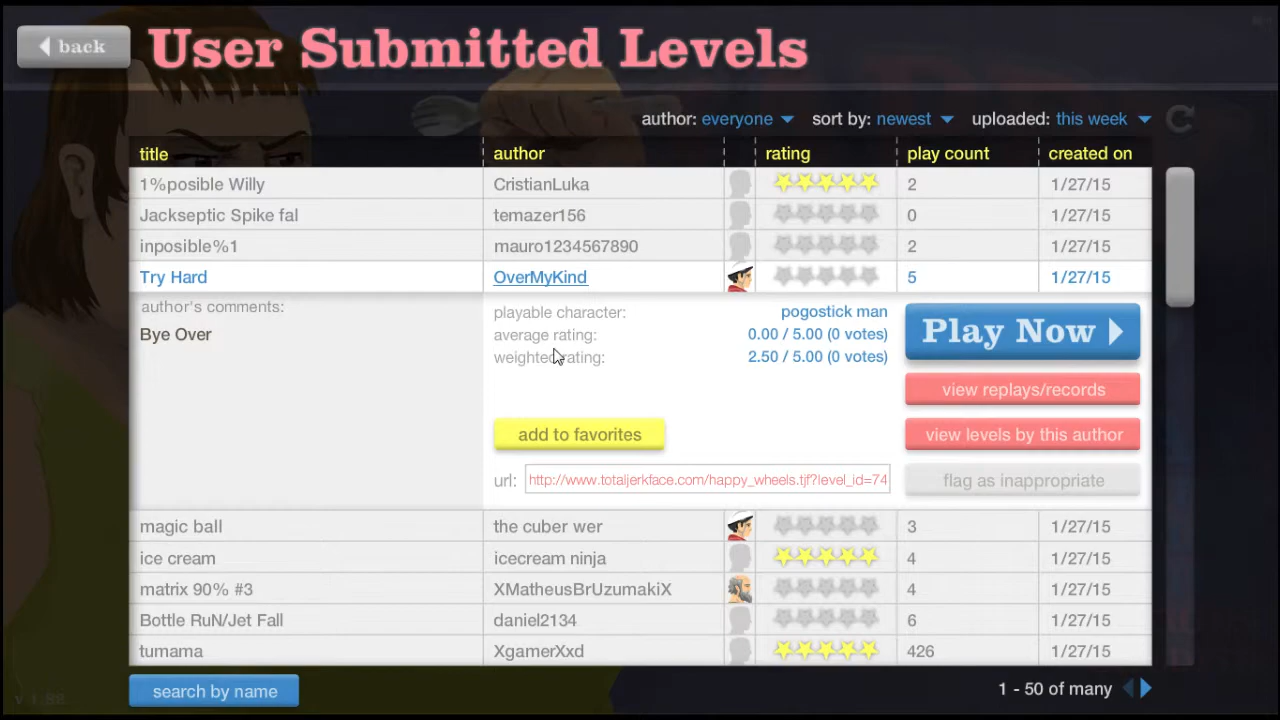 back
User Submitted Levels
author: everyone sort by: newest uploaded: this week
title author rating play count created on
1%posible Willy CristianLuka 2 1/27/15
Jackseptic Spike fal temazer156 0 1/27/15
inposible%1 mauro1234567890 2 1/27/15
Try Hard OverMyKind 5 1/27/15
author's comments:
Bye Over
playable character: pogostick man
average rating: 0.00 / 5.00 (0 votes)
weighted rating: 2.50 / 5.00 (0 votes)
add to favorites
url: http://www.totaljerkface.com/happy_wheels.tjf?level_id=74
Play Now
view replays/records
view levels by this author
flag as inappropriate
magic ball the cuber wer 3 1/27/15
ice cream icecream ninja 4 1/27/15
matrix 90% #3 XMatheusBrUzumakiX 4 1/27/15
Bottle RuN/Jet Fall daniel2134 6 1/27/15
tumama XgamerXxd 426 1/27/15
search by name
1 - 50 of many